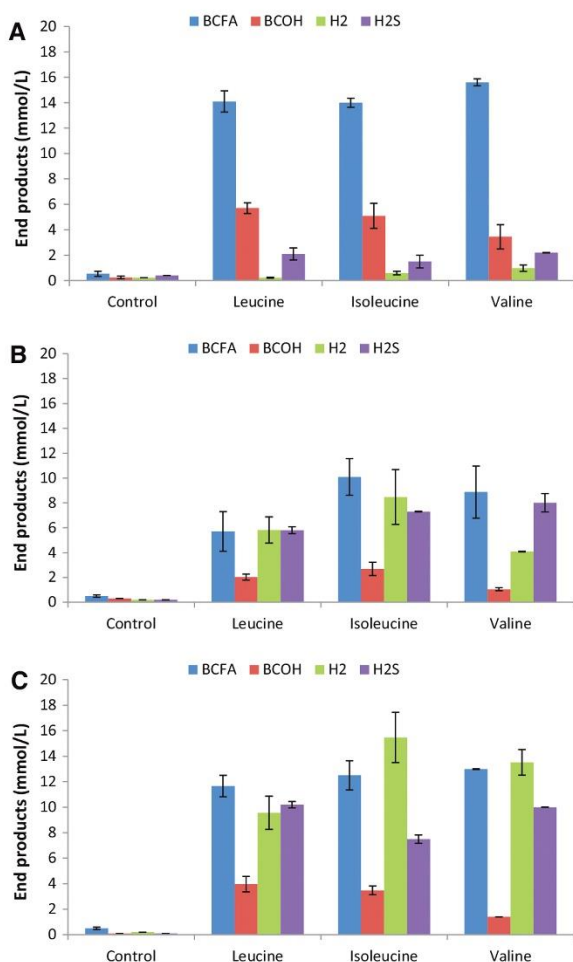 A
BCFA BCOH H2 H2S
End products (mmol/L)
20
18
16
14
12
10
8
6
4
2
0
Control Leucine Isoleucine Valine
B
BCFA BCOH H2 H2S
End products (mmol/L)
20
18
16
14
12
10
8
6
4
2
0
Control Leucine Isoleucine Valine
C
BCFA BCOH H2 H2S
End products (mmol/L)
20
18
16
14
12
10
8
6
4
2
0
Control Leucine Isoleucine Valine